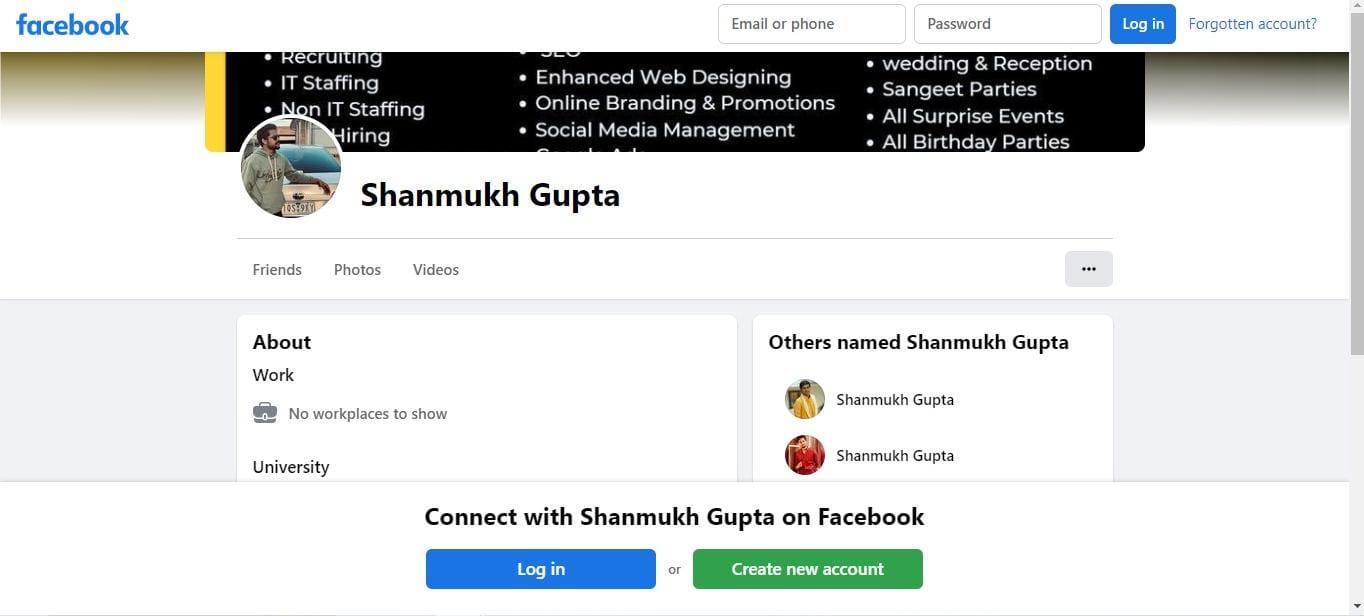 facebook
Email or phone
Password
Log in
Forgotten account?
• Recruiting
• IT Staffing
• Non IT Staffing
Hiring
SEO
• Enhanced Web Designing
• Online Branding & Promotions
• Social Media Management
• wedding & Reception
• Sangeet Parties
• All Surprise Events
• All Birthday Parties
Shanmukh Gupta
Friends
Photos
Videos
•••
About
Work
No workplaces to show
University
Others named Shanmukh Gupta
Shanmukh Gupta
Shanmukh Gupta
Connect with Shanmukh Gupta on Facebook
Log in
or
Create new account